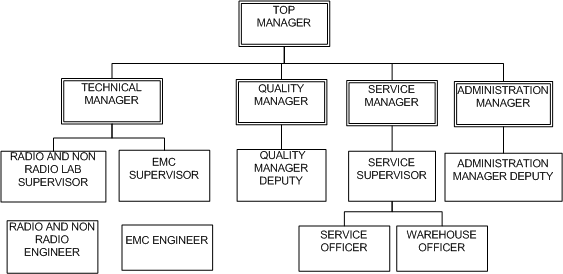 TOP
MANAGER
TECHNICAL
MANAGER
QUALITY
MANAGER
SERVICE
MANAGER
ADMINISTRATION
MANAGER
RADIO AND NON
RADIO LAB
SUPERVISOR
EMC
SUPERVISOR
QUALITY
MANAGER
DEPUTY
SERVICE
SUPERVISOR
ADMINISTRATION
MANAGER DEPUTY
RADIO AND NON
RADIO
ENGINEER
EMC ENGINEER
SERVICE
OFFICER
WAREHOUSE
OFFICER